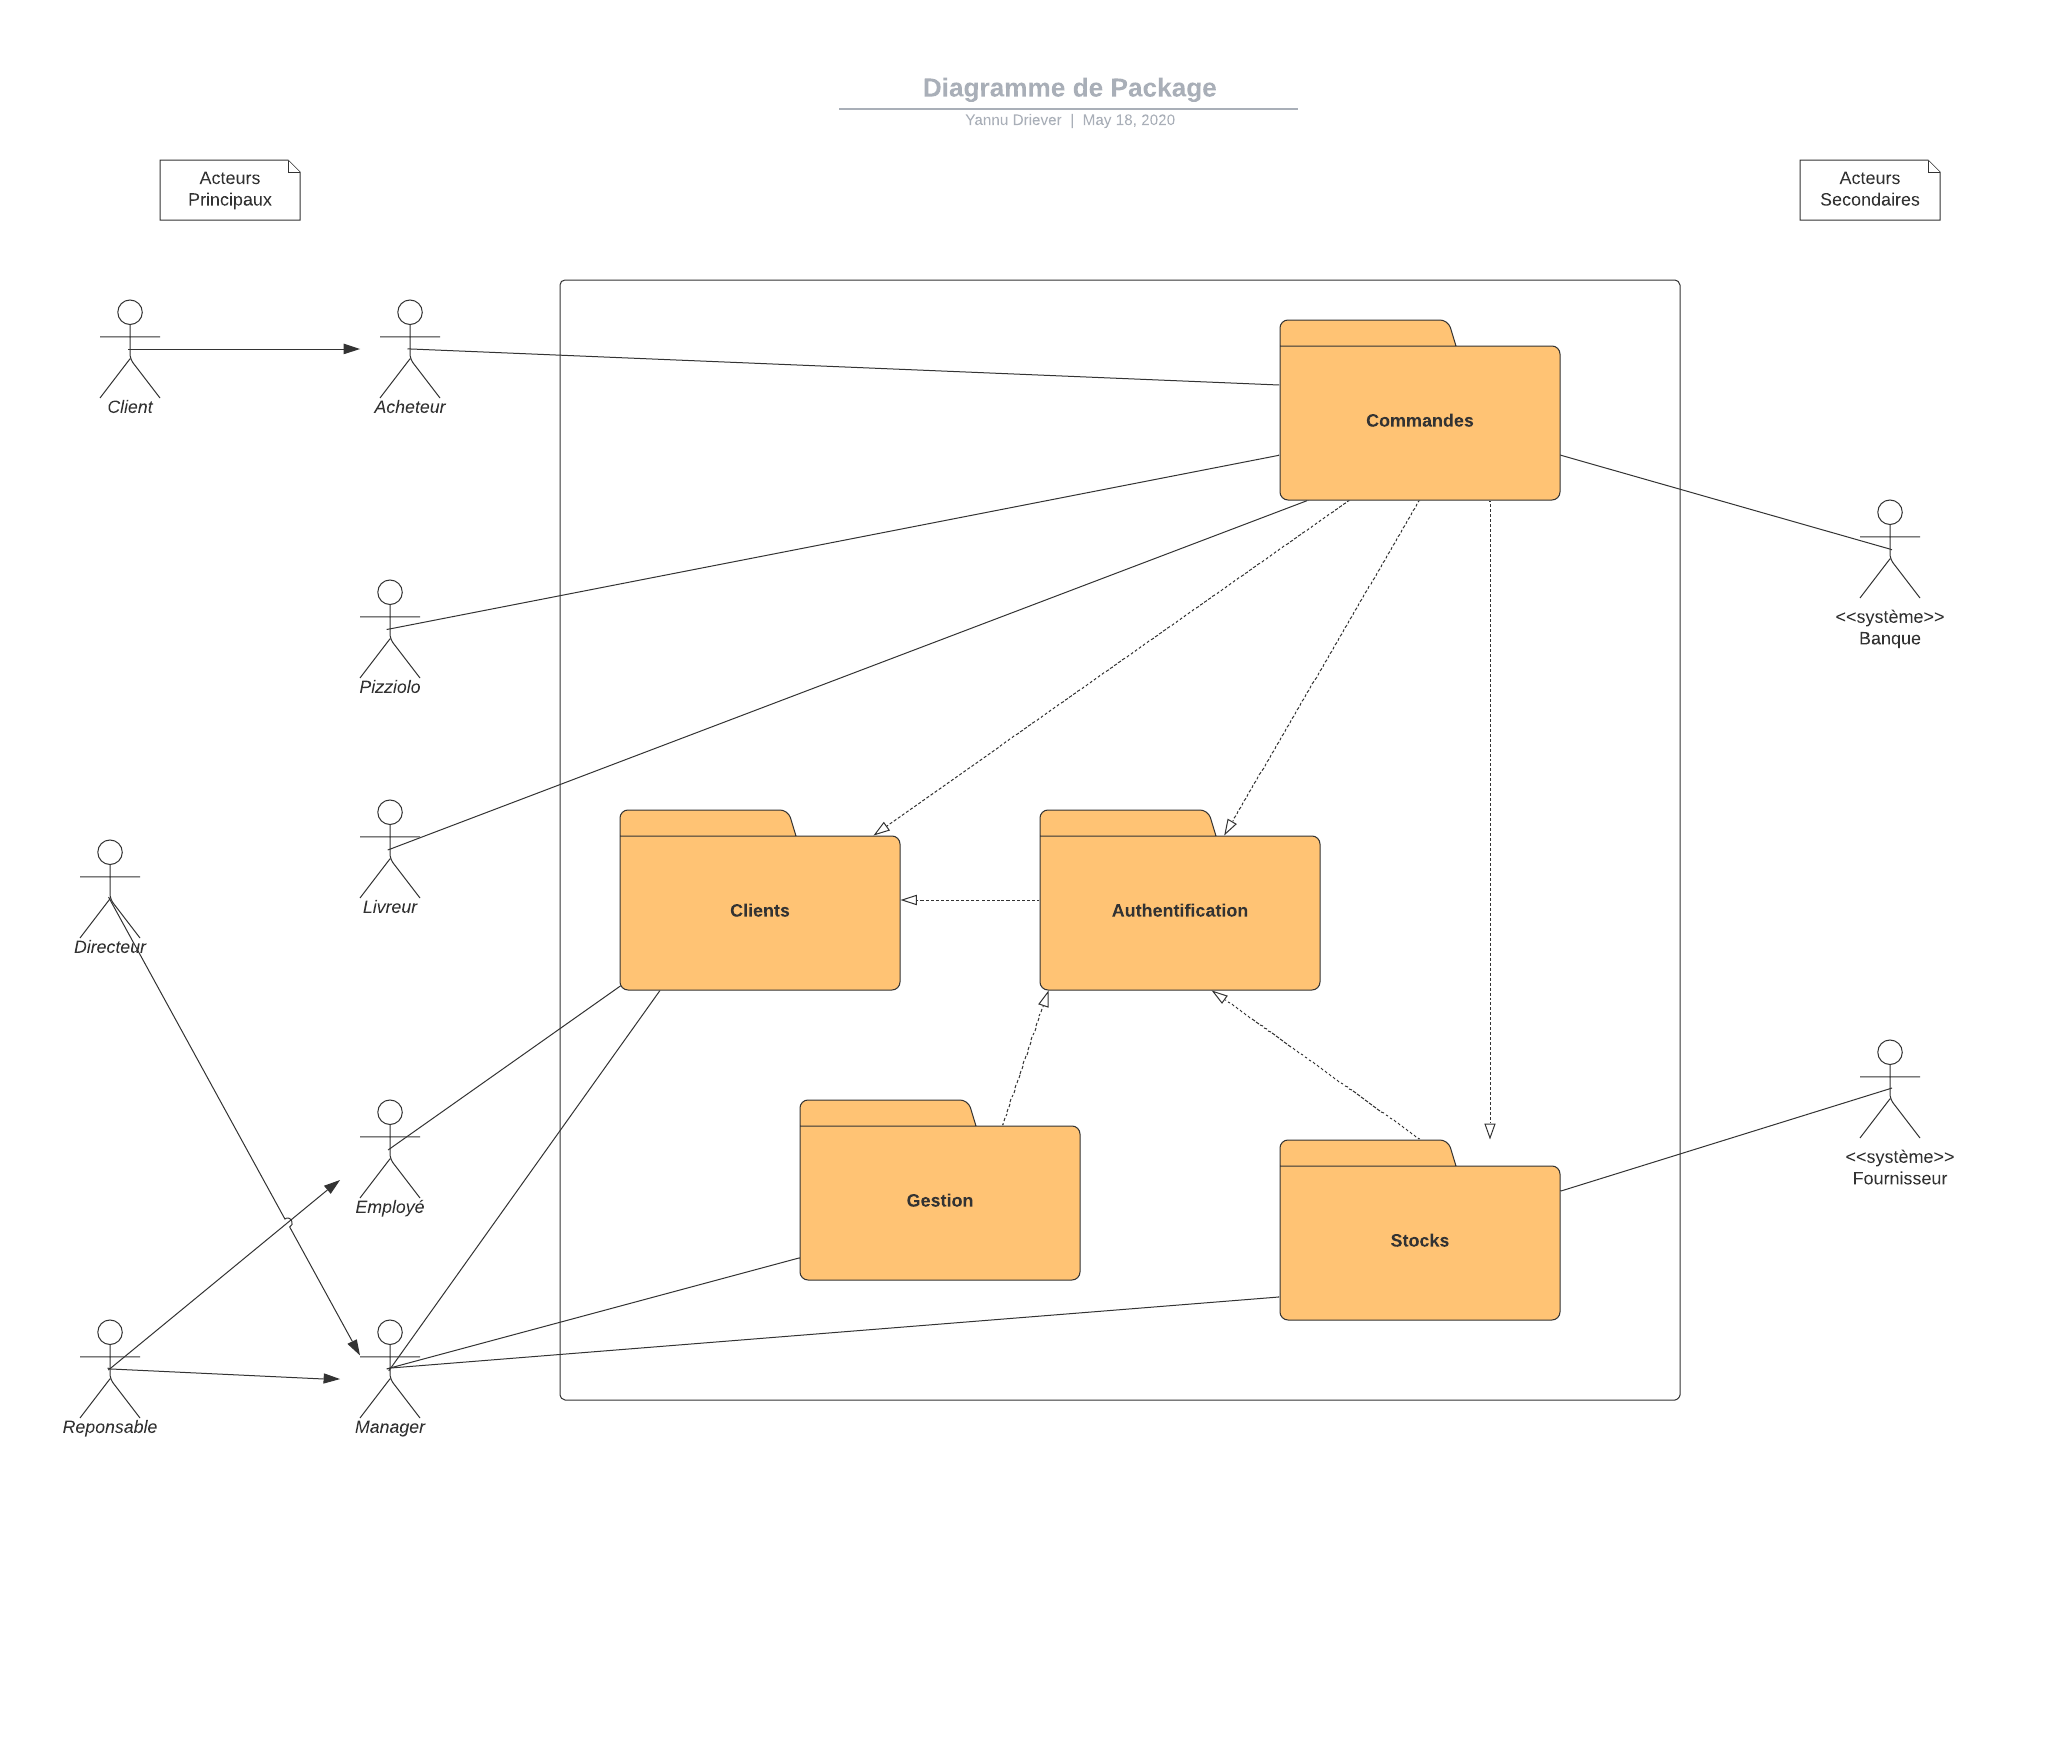 Diagramme de Package
Yannu Driever | May 18, 2020
Acteurs
Principaux
Acteurs
Secondaires
Client
Acheteur
Commandes
<<système>>
Banque
Pizziolo
Livreur
Directeur
Clients
Authentification
<<système>>
Fournisseur
Employé
Gestion
Stocks
Reponsable
Manager